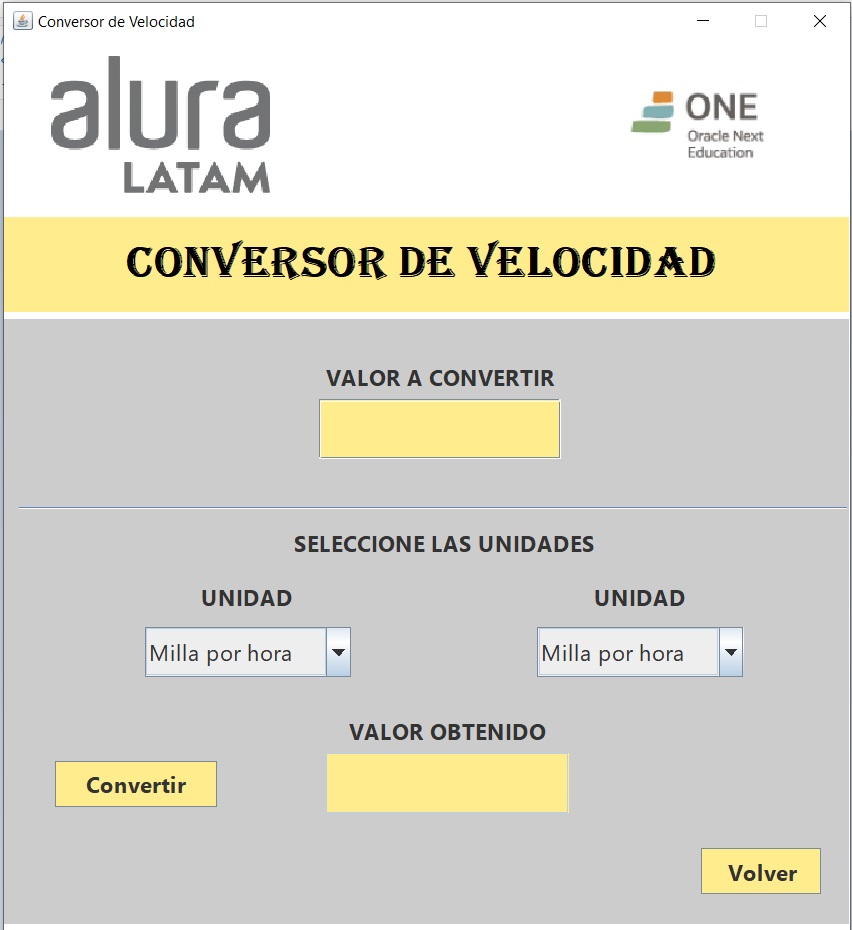 Conversor de Velocidad
alura
LATAM
ONE
Oracle Next
Education
CONVERSOR DE VELOCIDAD
VALOR A CONVERTIR
SELECCIONE LAS UNIDADES
UNIDAD
UNIDAD
Milla por hora
Milla por hora
VALOR OBTENIDO
Convertir
Volver